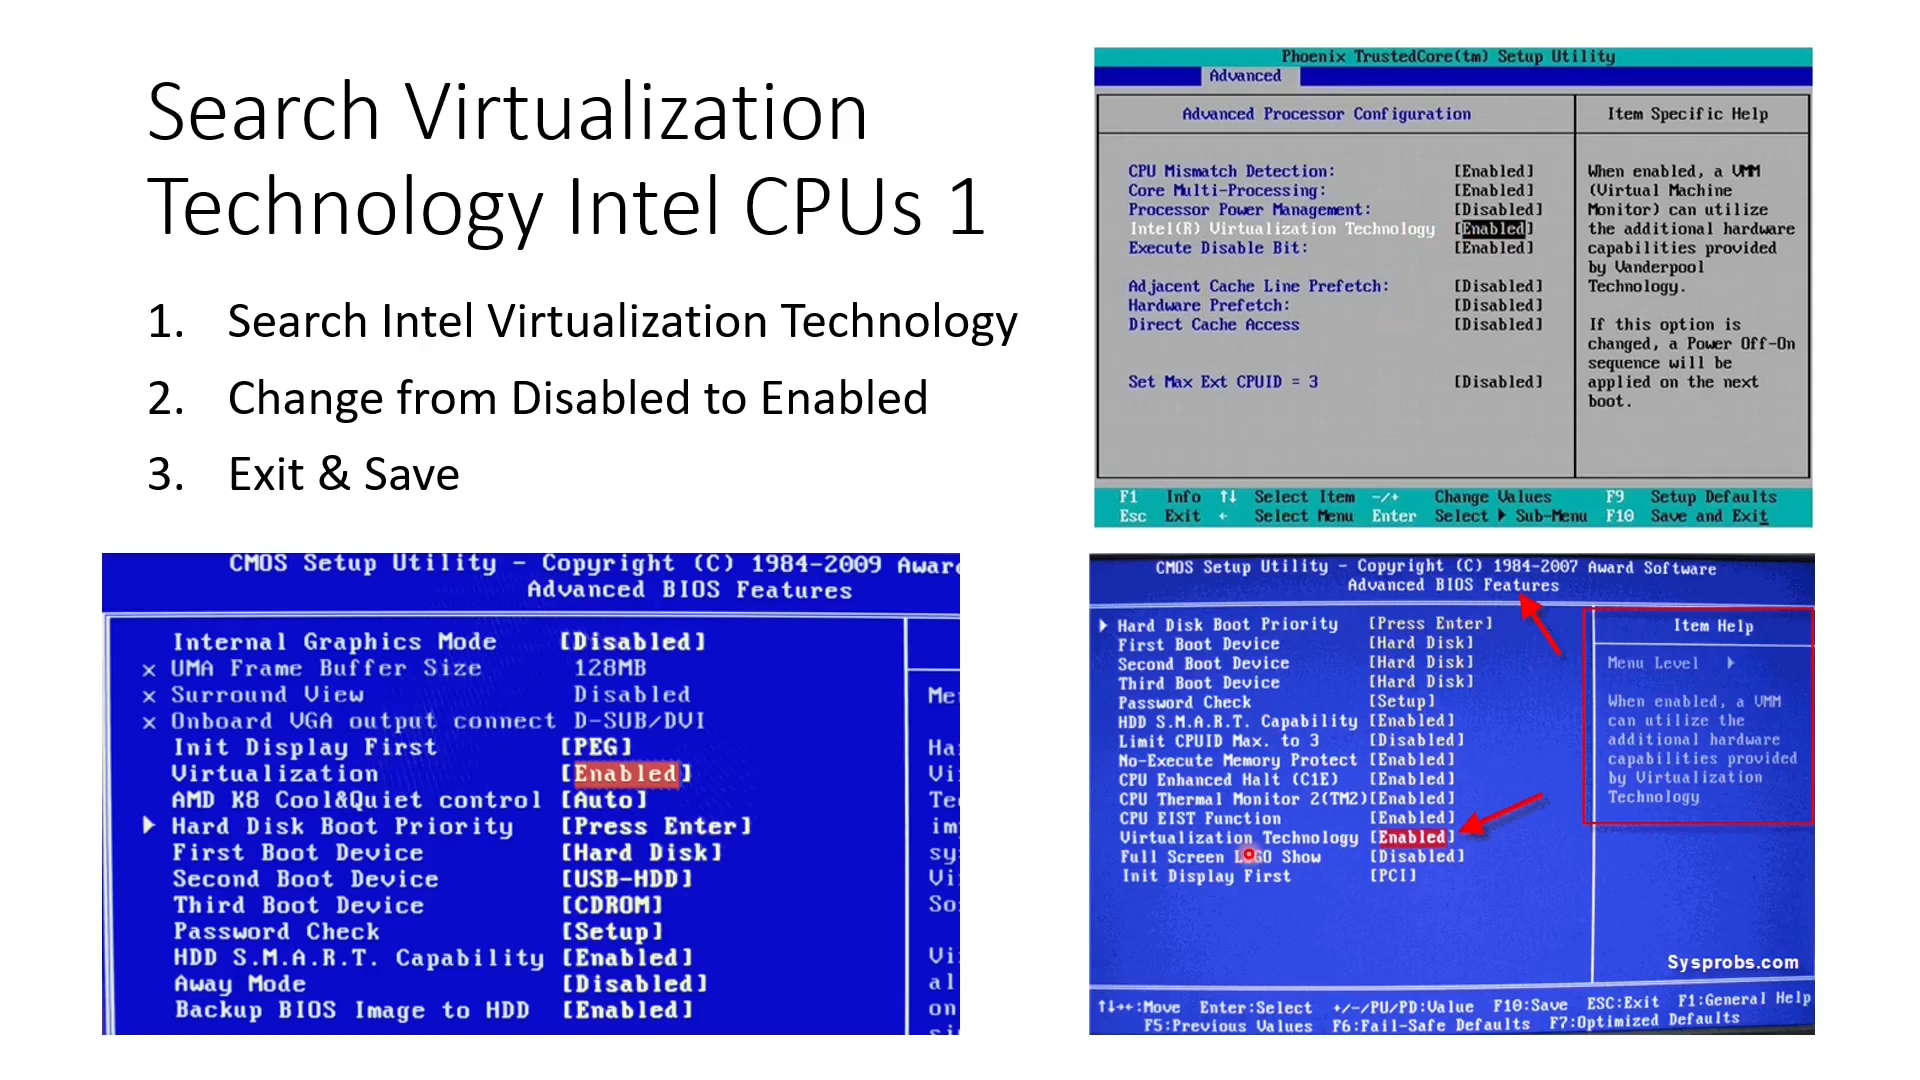 Search Virtualization
Technology Intel CPUs 1
1. Search Intel Virtualization Technology
2. Change from Disabled to Enabled
3. Exit & Save
Phoenix TrustedCore(tm) Setup Utility
Advanced
Advanced Processor Configuration
Item Specific Help
CPU Mismatch Detection: [Enabled]
Core Multi-Processing: [Enabled]
Processor Power Management: [Disabled]
Intel(R) Virtualization Technology [Enabled]
Execute Disable Bit: [Enabled]
Adjacent Cache Line Prefetch: [Disabled]
Hardware Prefetch: [Disabled]
Direct Cache Access [Disabled]
Set Max Ext CPUID = 3 [Disabled]
When enabled, a VMM
(Virtual Machine
Monitor) can utilize
the additional hardware
capabilities provided
by Vanderpool
Technology.
If this option is
changed, a Power Off-On
sequence will be
applied on the next
boot.
F1 Info ↑↓ Select Item -/+ Change Values F9 Setup Defaults
Esc Exit ← Select Menu Enter Select ▶ Sub-Menu F10 Save and Exit
CMOS Setup Utility - Copyright (C) 1984-2009 Awar
Advanced BIOS Features
Internal Graphics Mode [Disabled]
x UMA Frame Buffer Size 128MB
x Surround View Disabled
x Onboard VGA output connect D-SUB/DVI
Init Display First [PEG]
Virtualization [Enabled]
AMD K8 Cool&Quiet control [Auto]
▶ Hard Disk Boot Priority [Press Enter]
First Boot Device [Hard Disk]
Second Boot Device [USB-HDD]
Third Boot Device [CDROM]
Password Check [Setup]
HDD S.M.A.R.T. Capability [Enabled]
Away Mode [Disabled]
Backup BIOS Image to HDD [Enabled]
Me
Ha
Vi
Te
im
sy
Vi
So
Vi
al
on
CMOS Setup Utility - Copyright (C) 1984-2007 Award Software
Advanced BIOS Features
▶ Hard Disk Boot Priority [Press Enter]
First Boot Device [Hard Disk]
Second Boot Device [Hard Disk]
Third Boot Device [Hard Disk]
Password Check [Setup]
HDD S.M.A.R.T. Capability [Enabled]
Limit CPUID Max. to 3 [Disabled]
No-Execute Memory Protect [Enabled]
CPU Enhanced Halt (C1E) [Enabled]
CPU Thermal Monitor 2(TM2) [Enabled]
CPU EIST Function [Enabled]
Virtualization Technology [Enabled]
Full Screen LOGO Show [Disabled]
Init Display First [PCI]
Item Help
Menu Level ▶
When enabled, a VMM
can utilize the
additional hardware
capabilities provided
by Virtualization
Technology
Sysprobs.com
↑↓→←:Move Enter:Select +/-/PU/PD:Value F10:Save ESC:Exit F1:General Help
F5:Previous Values F6:Fail-Safe Defaults F7:Optimized Defaults